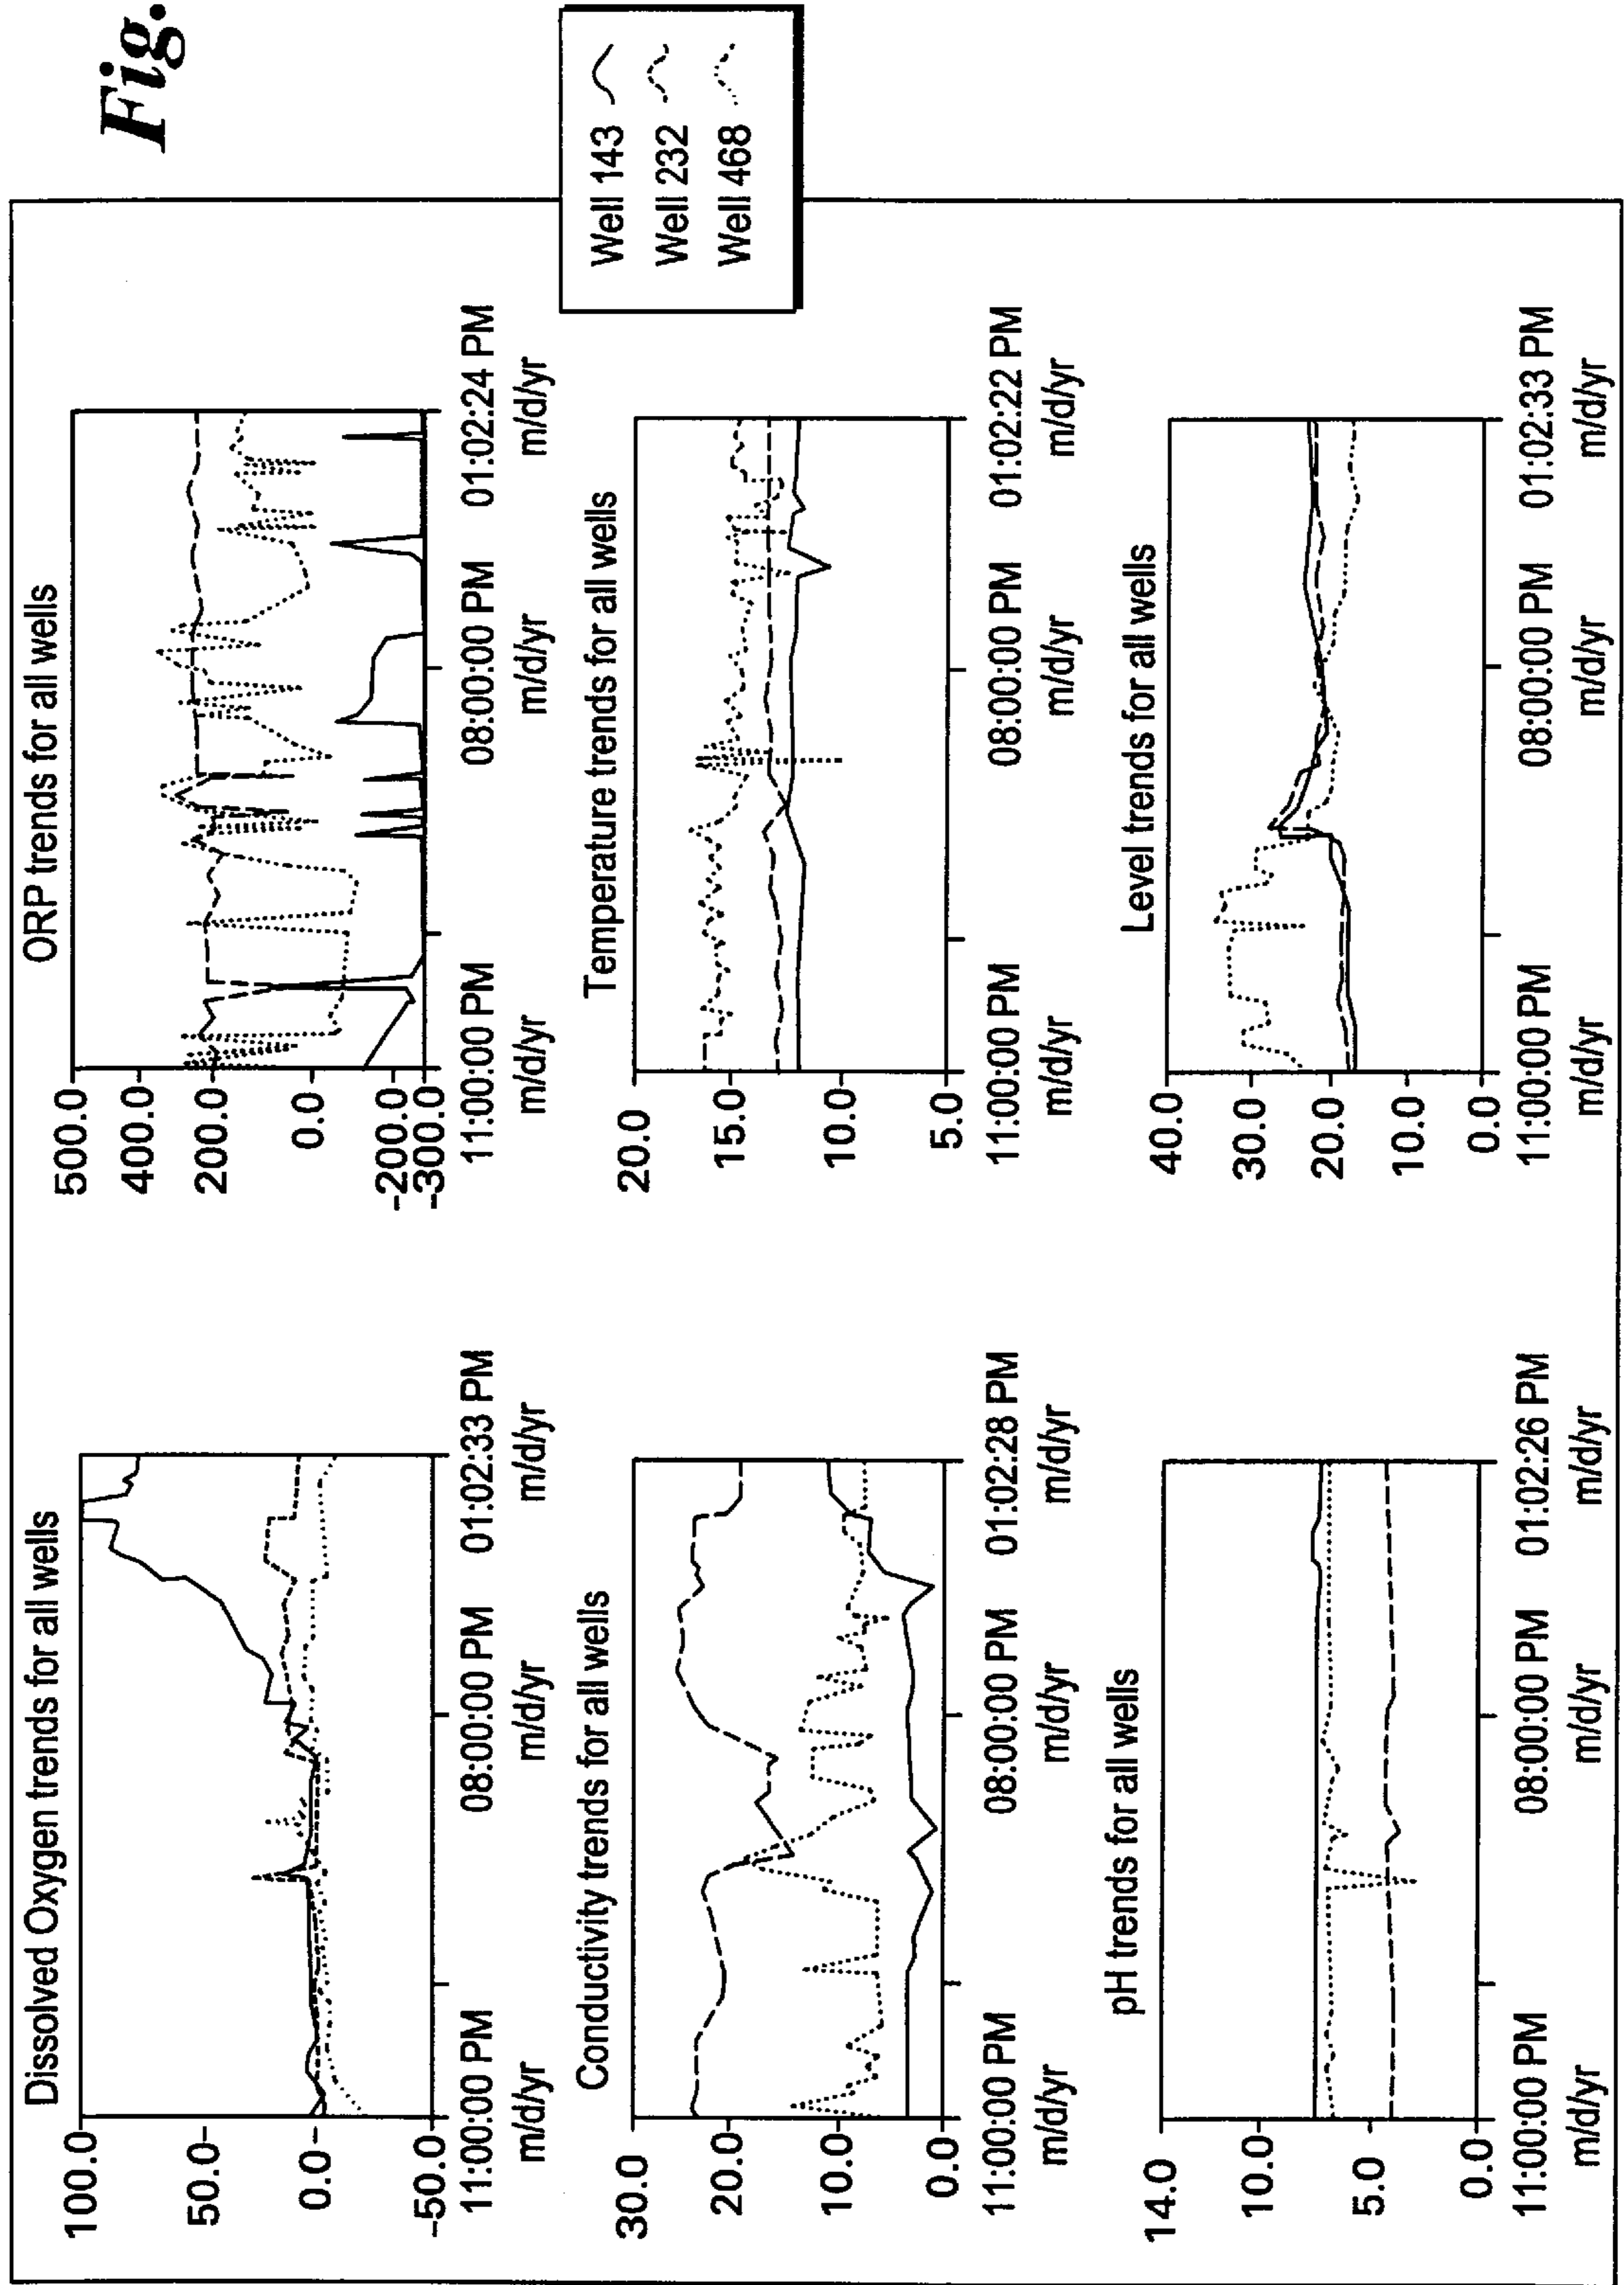 Fig.
Dissolved Oxygen trends for all wells
100.0
50.0
0.0
-50.0
11:00:00 PM 08:00:00 PM 01:02:33 PM
m/d/yr m/d/yr m/d/yr
ORP trends for all wells
500.0
400.0
200.0
0.0
-200.0
-300.0
11:00:00 PM 08:00:00 PM 01:02:24 PM
m/d/yr m/d/yr m/d/yr
Well 143
Well 232
Well 468
Conductivity trends for all wells
30.0
20.0
10.0
0.0
11:00:00 PM 08:00:00 PM 01:02:28 PM
m/d/yr m/d/yr m/d/yr
Temperature trends for all wells
20.0
15.0
10.0
5.0
11:00:00 PM 08:00:00 PM 01:02:22 PM
m/d/yr m/d/yr m/d/yr
pH trends for all wells
14.0
10.0
5.0
0.0
11:00:00 PM 08:00:00 PM 01:02:26 PM
m/d/yr m/d/yr m/d/yr
Level trends for all wells
40.0
30.0
20.0
10.0
0.0
11:00:00 PM 08:00:00 PM 01:02:33 PM
m/d/yr m/d/yr m/d/yr